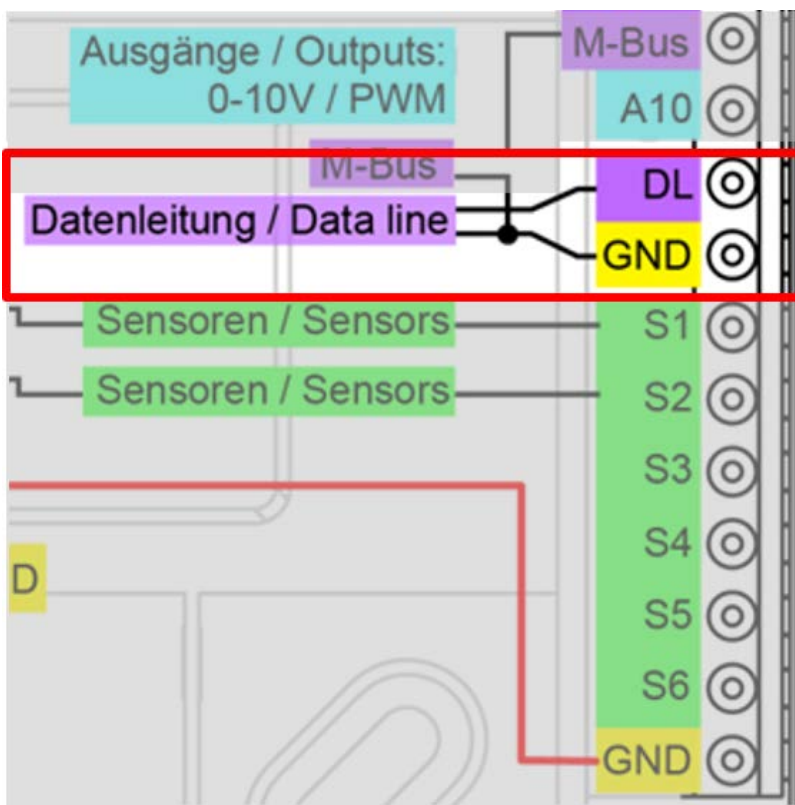 Ausgänge / Outputs:
0-10V / PWM
M-Bus
A10
M-Bus
DL
Datenleitung / Data line
GND
Sensoren / Sensors
S1
Sensoren / Sensors
S2
S3
S4
D
S5
S6
GND